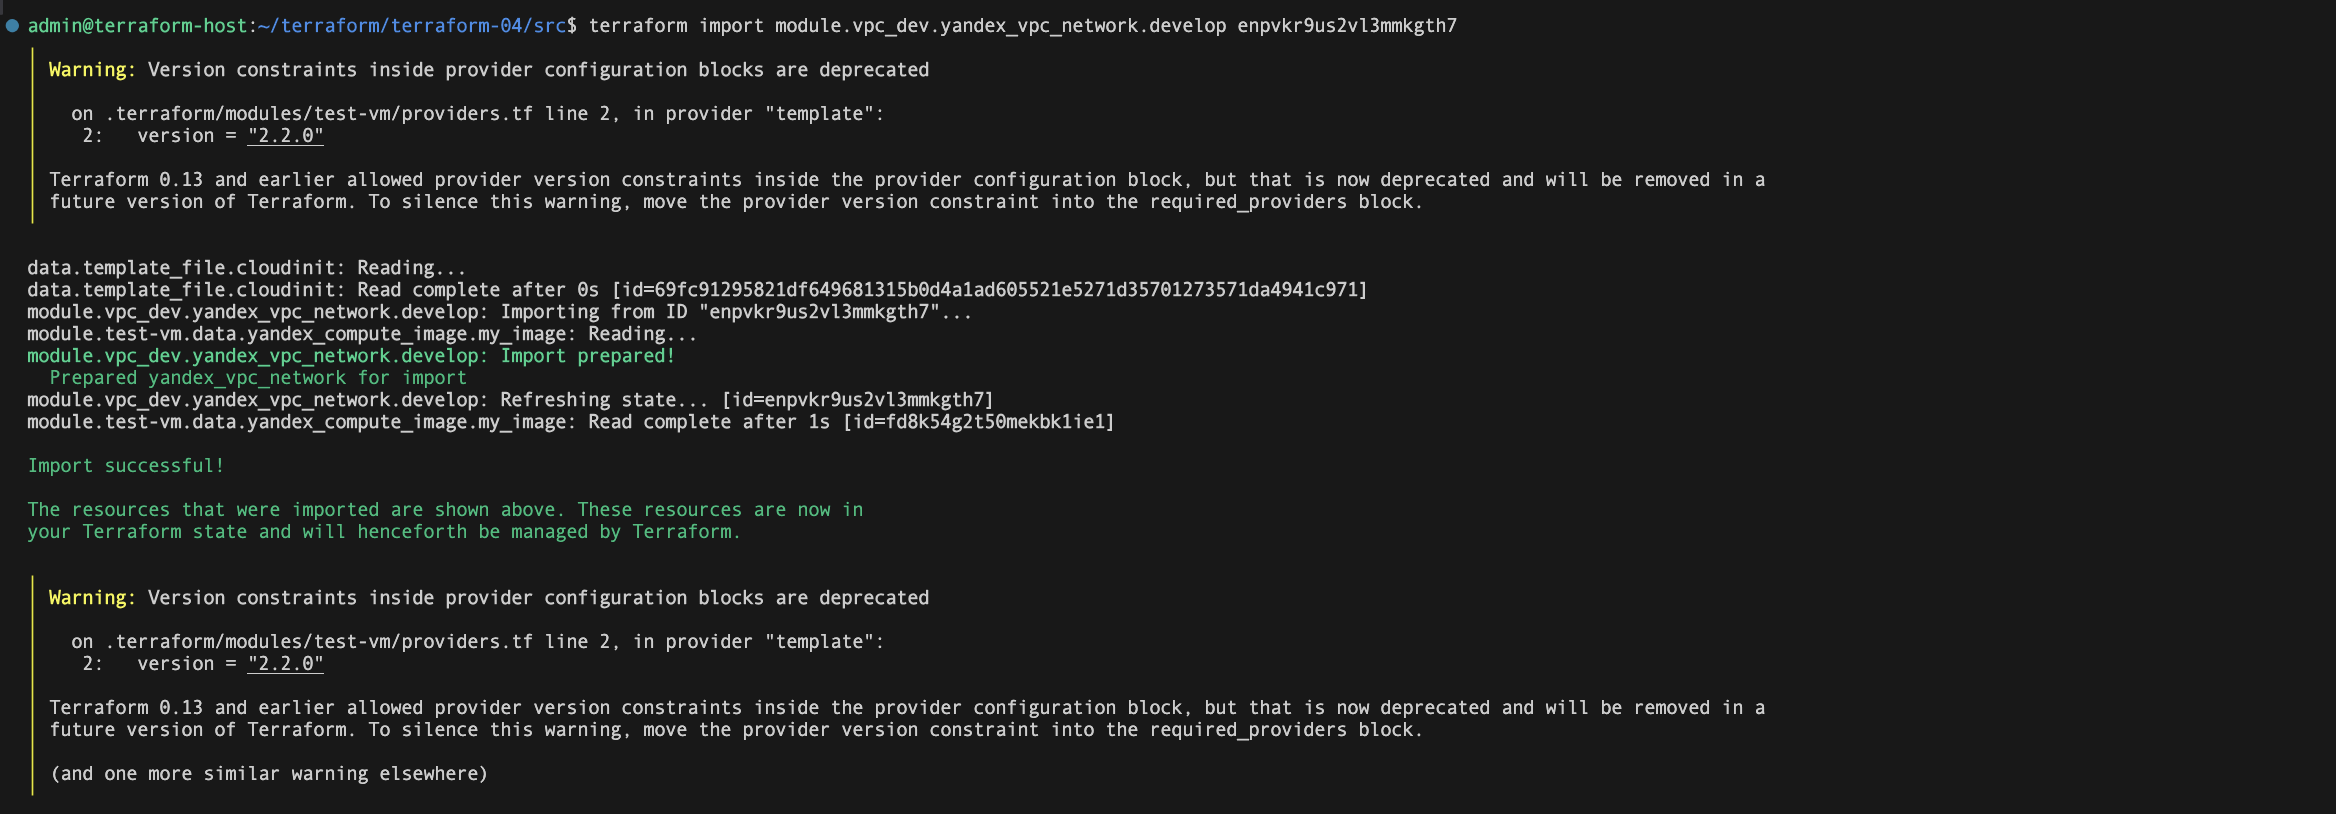 admin@terraform-host:~/terraform/terraform-04/src$ terraform import module.vpc_dev.yandex_vpc_network.develop enpvkr9us2vl3mmkgth7
Warning: Version constraints inside provider configuration blocks are deprecated
on .terraform/modules/test-vm/providers.tf line 2, in provider "template":
2:   version = "2.2.0"
Terraform 0.13 and earlier allowed provider version constraints inside the provider configuration block, but that is now deprecated and will be removed in a
future version of Terraform. To silence this warning, move the provider version constraint into the required_providers block.
data.template_file.cloudinit: Reading...
data.template_file.cloudinit: Read complete after 0s [id=69fc91295821df649681315b0d4a1ad605521e5271d35701273571da4941c971]
module.vpc_dev.yandex_vpc_network.develop: Importing from ID "enpvkr9us2vl3mmkgth7"...
module.test-vm.data.yandex_compute_image.my_image: Reading...
module.vpc_dev.yandex_vpc_network.develop: Import prepared!
Prepared yandex_vpc_network for import
module.vpc_dev.yandex_vpc_network.develop: Refreshing state... [id=enpvkr9us2vl3mmkgth7]
module.test-vm.data.yandex_compute_image.my_image: Read complete after 1s [id=fd8k54g2t50mekbk1ie1]
Import successful!
The resources that were imported are shown above. These resources are now in
your Terraform state and will henceforth be managed by Terraform.
Warning: Version constraints inside provider configuration blocks are deprecated
on .terraform/modules/test-vm/providers.tf line 2, in provider "template":
2:   version = "2.2.0"
Terraform 0.13 and earlier allowed provider version constraints inside the provider configuration block, but that is now deprecated and will be removed in a
future version of Terraform. To silence this warning, move the provider version constraint into the required_providers block.
(and one more similar warning elsewhere)